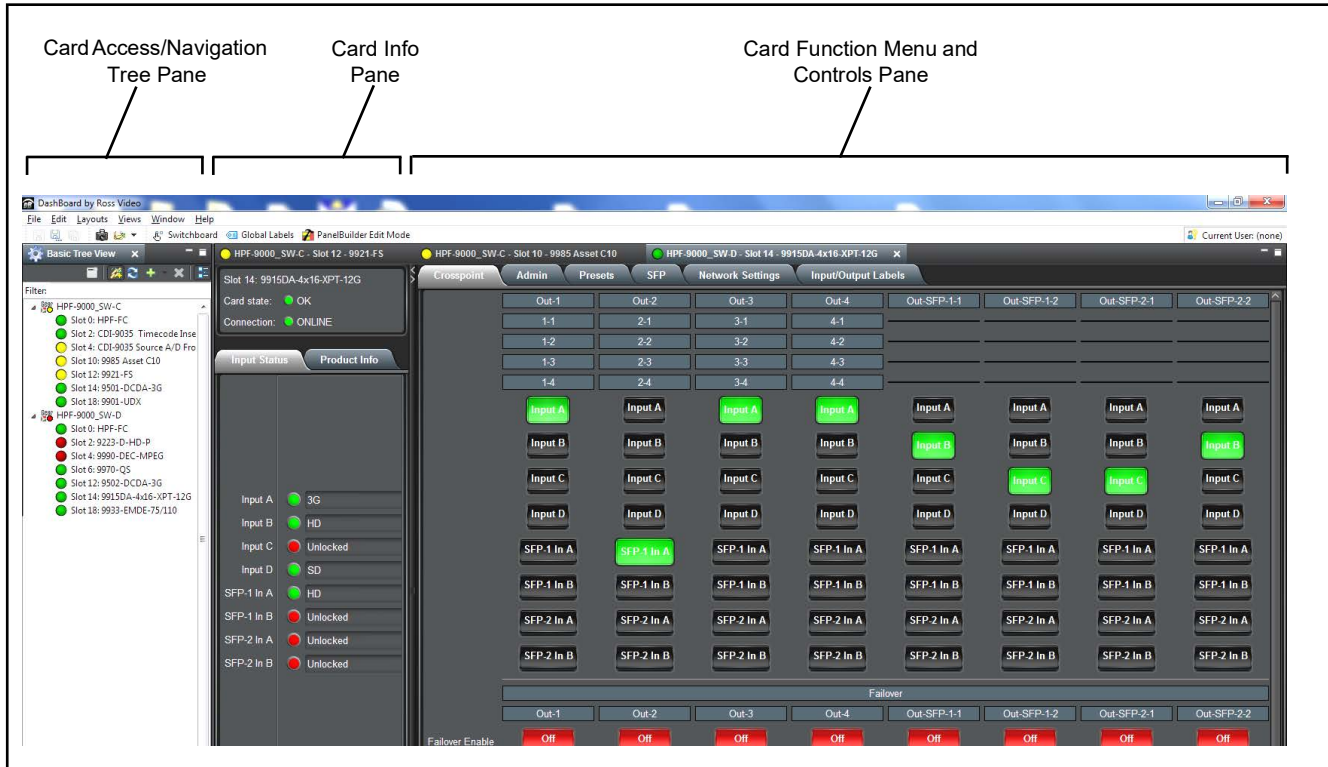 Card Access/Navigation
Tree Pane
Card Info
Pane
Card Function Menu and
Controls Pane
DashBoard by Ross Video
File Edit Layouts Views Window Help
Switchboard Global Labels PanelBuilder Edit Mode
Current User: (none)
Basic Tree View x
HPF-9000_SW-C - Slot 12 - 9921-FS
HPF-9000_SW-C - Slot 10 - 9985 Asset C10
HPF-9000_SW-D - Slot 14 - 9915DA-4x16-XPT-12G x
Filter:
HPF-9000_SW-C
Slot 0: HPF-FC
Slot 2: CDI-9035 Timecode Inse
Slot 4: CDI-9035 Source A/D Fro
Slot 10: 9985 Asset C10
Slot 12: 9921-FS
Slot 14: 9501-DCDA-3G
Slot 18: 9901-UDX
HPF-9000_SW-D
Slot 0: HPF-FC
Slot 2: 9223-D-HD-P
Slot 4: 9990-DEC-MPEG
Slot 6: 9970-QS
Slot 12: 9502-DCDA-3G
Slot 14: 9915DA-4x16-XPT-12G
Slot 18: 9933-EMDE-75/110
Slot 14: 9915DA-4x16-XPT-12G
Card state: OK
Connection: ONLINE
Input Status Product Info
Input A 3G
Input B HD
Input C Unlocked
Input D SD
SFP-1 In A HD
SFP-1 In B Unlocked
SFP-2 In A Unlocked
SFP-2 In B Unlocked
Crosspoint Admin Presets SFP Network Settings Input/Output Labels
Out-1 Out-2 Out-3 Out-4 Out-SFP-1-1 Out-SFP-1-2 Out-SFP-2-1 Out-SFP-2-2
1-1 2-1 3-1 4-1
1-2 2-2 3-2 4-2
1-3 2-3 3-3 4-3
1-4 2-4 3-4 4-4
Input A Input A Input A Input A Input A Input A Input A Input A
Input B Input B Input B Input B Input B Input B Input B Input B
Input C Input C Input C Input C Input C Input C Input C Input C
Input D Input D Input D Input D Input D Input D Input D Input D
SFP-1 In A SFP-1 In A SFP-1 In A SFP-1 In A SFP-1 In A SFP-1 In A SFP-1 In A SFP-1 In A
SFP-1 In B SFP-1 In B SFP-1 In B SFP-1 In B SFP-1 In B SFP-1 In B SFP-1 In B SFP-1 In B
SFP-2 In A SFP-2 In A SFP-2 In A SFP-2 In A SFP-2 In A SFP-2 In A SFP-2 In A SFP-2 In A
SFP-2 In B SFP-2 In B SFP-2 In B SFP-2 In B SFP-2 In B SFP-2 In B SFP-2 In B SFP-2 In B
Failover
Out-1 Out-2 Out-3 Out-4 Out-SFP-1-1 Out-SFP-1-2 Out-SFP-2-1 Out-SFP-2-2
Failover Enable Off Off Off Off Off Off Off Off